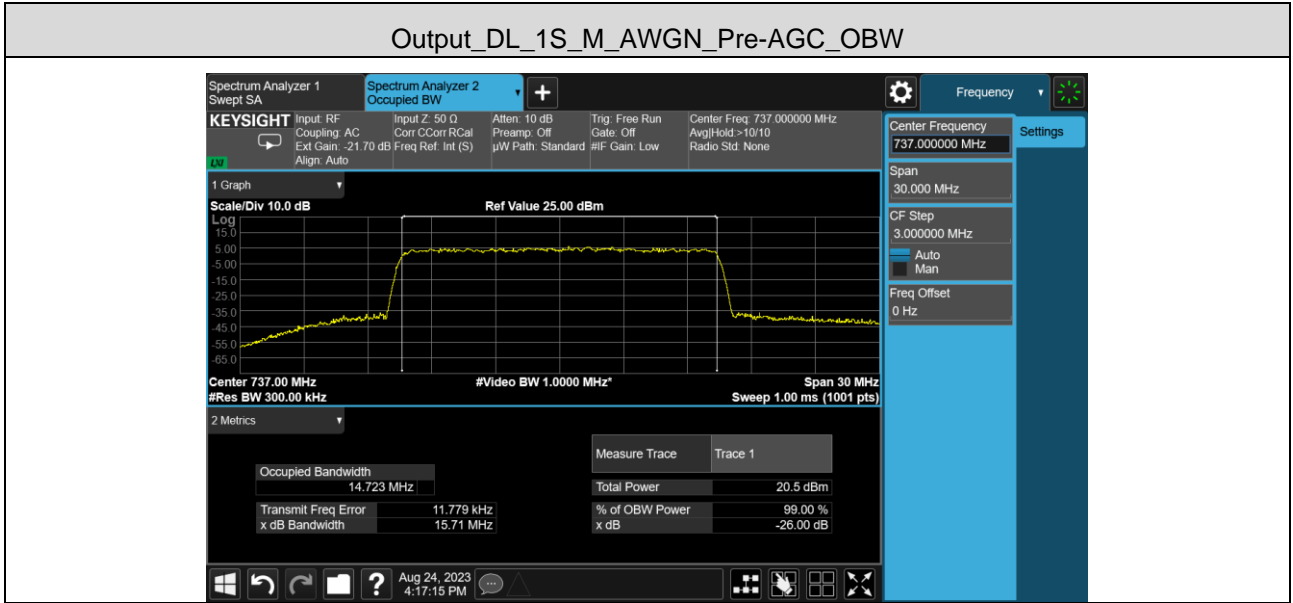 Output_DL_1S_M_AWGN_Pre-AGC_OBW
Spectrum Analyzer 1
Swept SA
Spectrum Analyzer 2
Occupied BW
Frequency
KEYSIGHT
LXI
Input: RF
Coupling: AC
Ext Gain: -21.70 dB
Align: Auto
Input Z: 50 Ω
Corr CCorr RCal
Freq Ref: Int (S)
Atten: 10 dB
Preamp: Off
µW Path: Standard
Trig: Free Run
Gate: Off
#IF Gain: Low
Center Freq: 737.000000 MHz
Avg|Hold:>10/10
Radio Std: None
Center Frequency
737.000000 MHz
Settings
Span
30.000 MHz
CF Step
3.000000 MHz
Auto
Man
Freq Offset
0 Hz
1 Graph
Scale/Div 10.0 dB
Ref Value 25.00 dBm
Log
15.0
5.00
-5.00
-15.0
-25.0
-35.0
-45.0
-55.0
-65.0
Center 737.00 MHz
#Video BW 1.0000 MHz*
Span 30 MHz
#Res BW 300.00 kHz
Sweep 1.00 ms (1001 pts)
2 Metrics
Measure Trace
Trace 1
Occupied Bandwidth
14.723 MHz
Total Power
20.5 dBm
Transmit Freq Error
11.779 kHz
% of OBW Power
99.00 %
x dB Bandwidth
15.71 MHz
x dB
-26.00 dB
?
Aug 24, 2023
4:17:15 PM